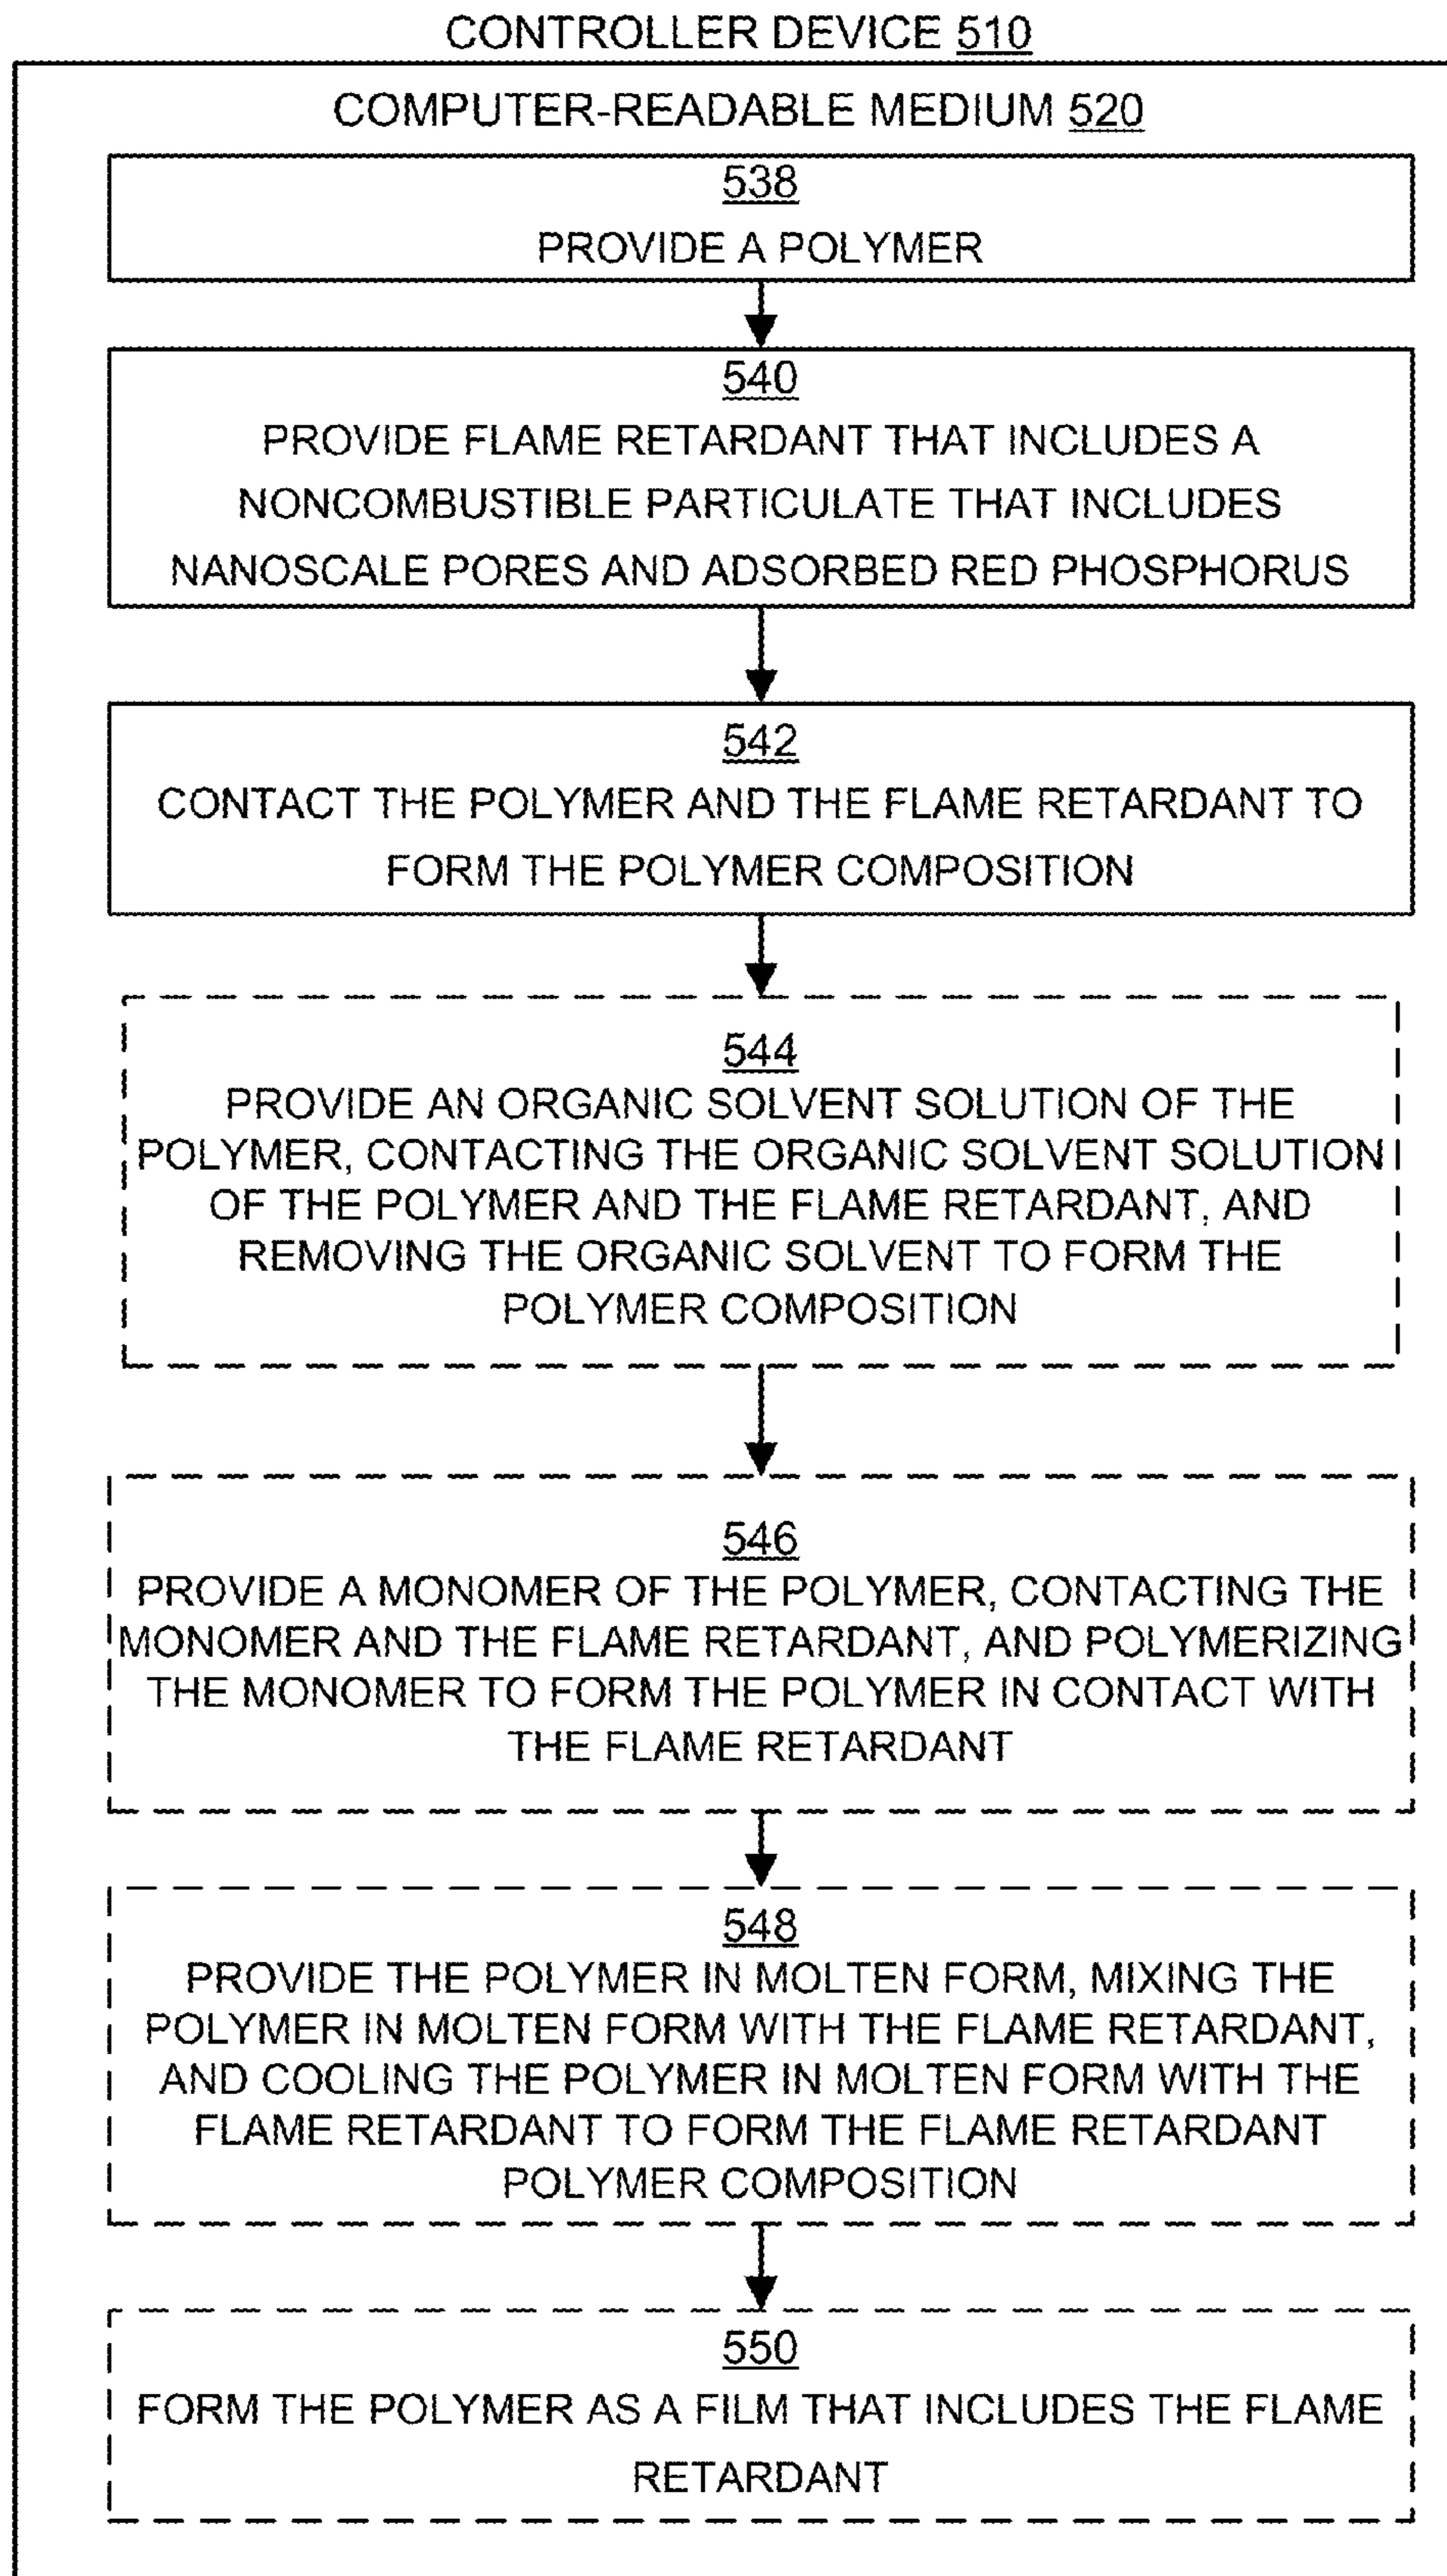 CONTROLLER DEVICE 510
COMPUTER-READABLE MEDIUM 520
538
PROVIDE A POLYMER
540
PROVIDE FLAME RETARDANT THAT INCLUDES A
NONCOMBUSTIBLE PARTICULATE THAT INCLUDES
NANOSCALE PORES AND ADSORBED RED PHOSPHORUS
542
CONTACT THE POLYMER AND THE FLAME RETARDANT TO
FORM THE POLYMER COMPOSITION
544
PROVIDE AN ORGANIC SOLVENT SOLUTION OF THE
POLYMER, CONTACTING THE ORGANIC SOLVENT SOLUTION
OF THE POLYMER AND THE FLAME RETARDANT, AND
REMOVING THE ORGANIC SOLVENT TO FORM THE
POLYMER COMPOSITION
546
PROVIDE A MONOMER OF THE POLYMER, CONTACTING THE
MONOMER AND THE FLAME RETARDANT, AND POLYMERIZING
THE MONOMER TO FORM THE POLYMER IN CONTACT WITH
THE FLAME RETARDANT
548
PROVIDE THE POLYMER IN MOLTEN FORM, MIXING THE
POLYMER IN MOLTEN FORM WITH THE FLAME RETARDANT,
AND COOLING THE POLYMER IN MOLTEN FORM WITH THE
FLAME RETARDANT TO FORM THE FLAME RETARDANT
POLYMER COMPOSITION
550
FORM THE POLYMER AS A FILM THAT INCLUDES THE FLAME
RETARDANT